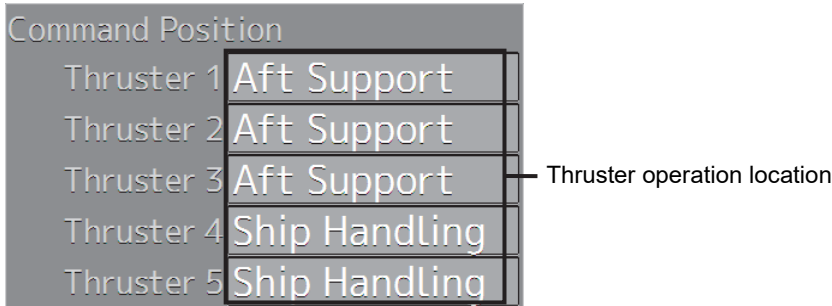 Command Position
Thruster 1 Aft Support
Thruster 2 Aft Support
Thruster 3 Aft Support
Thruster operation location
Thruster 4 Ship Handling
Thruster 5 Ship Handling